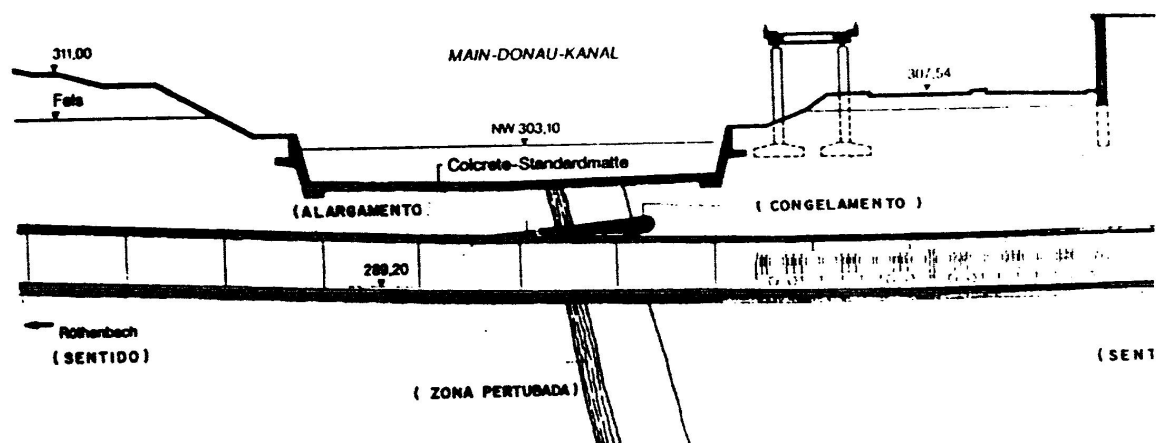 311,00
MAIN-DONAU-KANAL
307,54
Fels
NW 303,10
Colcrete-Standardmatte
(ALARGAMENTO
( CONGELAMENTO )
289,20
Röthenbach
(SENTIDO)
(SENT
( ZONA PERTUBADA)